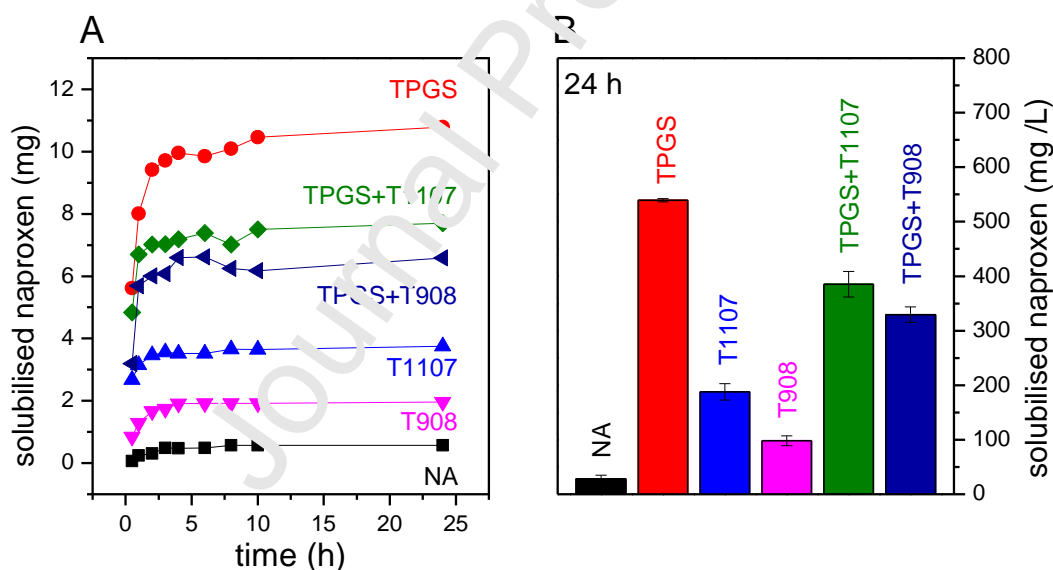 A
solubilised naproxen (mg)
12
10
8
6
4
2
0
TPGS
TPGS+T1107
TPGS+T908
T1107
T908
NA
0
5
10
15
20
25
time (h)
B
24 h
NA
TPGS
T1107
T908
TPGS+T1107
TPGS+T908
800
700
600
500
400
300
200
100
0
solubilised naproxen (mg /L)
Journal Pr